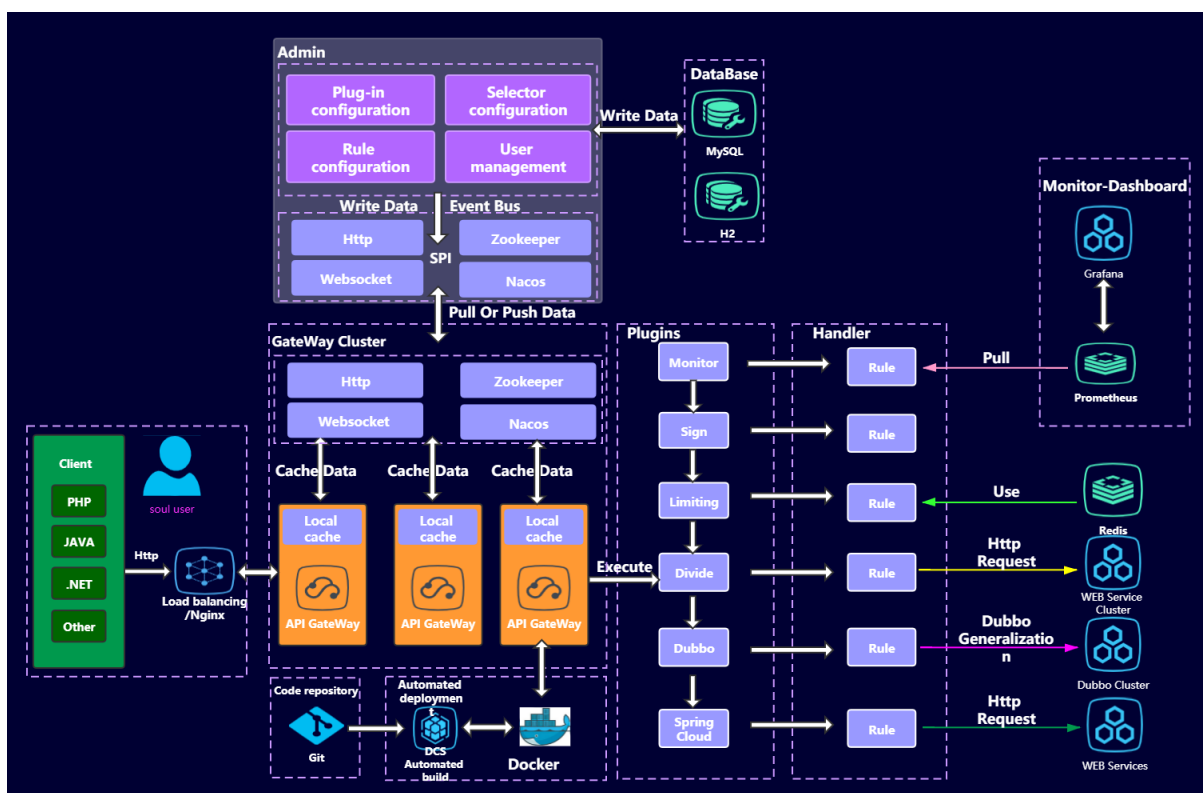 Admin
Plug-in
configuration
Selector
configuration
Rule
configuration
User
management
Write Data
Event Bus
Http
Zookeeper
SPI
Websocket
Nacos
Write Data
DataBase
MySQL
H2
Pull Or Push Data
GateWay Cluster
Http
Zookeeper
Websocket
Nacos
Cache Data
Cache Data
Cache Data
Local
cache
API GateWay
Local
cache
API GateWay
Local
cache
API GateWay
Client
PHP
JAVA
.NET
Other
soul user
Http
Load balancing
/Nginx
Execute
Code repository
Git
Automated
deploymen
t
DCS
Automated
build
Docker
Plugins
Monitor
Sign
Limiting
Divide
Dubbo
Spring
Cloud
Handler
Rule
Rule
Rule
Rule
Rule
Rule
Pull
Use
Http
Request
Dubbo
Generalizatio
n
Http
Request
Monitor-Dashboard
Grafana
Prometheus
Redis
WEB Service
Cluster
Dubbo Cluster
WEB Services